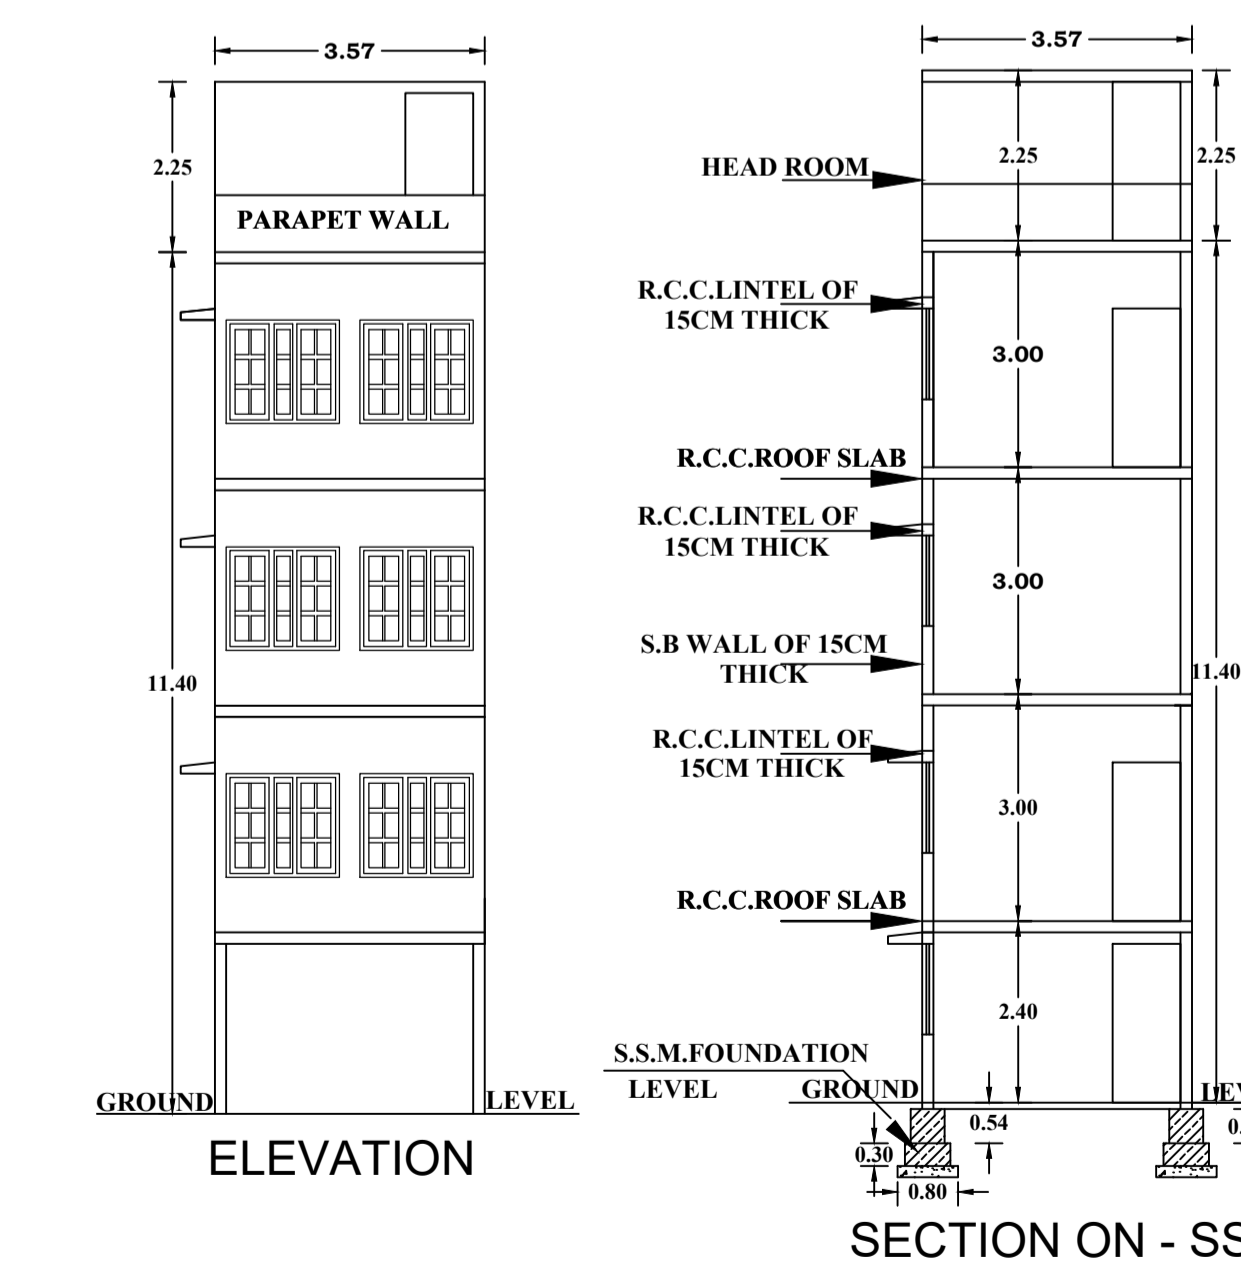 3.57
2.25
PARAPET WALL
11.40
GROUND
LEVEL
ELEVATION
3.57
HEAD ROOM
2.25
2.25
R.C.C.LINTEL OF
15CM THICK
3.00
R.C.C.ROOF SLAB
R.C.C.LINTEL OF
15CM THICK
3.00
S.B WALL OF 15CM
THICK
11.40
R.C.C.LINTEL OF
15CM THICK
3.00
R.C.C.ROOF SLAB
2.40
S.S.M.FOUNDATION
LEVEL
GROUND
0.54
0.30
0.80
SECTION ON - SS